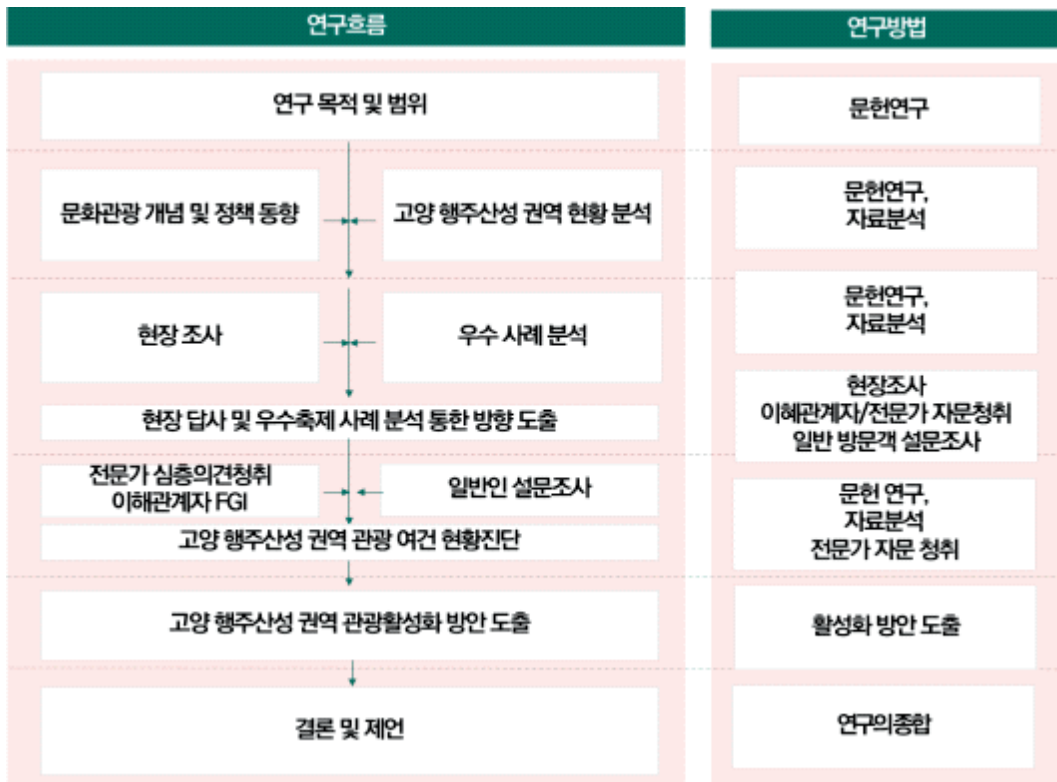 연구흐름
연구방법
연구 목적 및 범위
문헌연구
문화관광 개념 및 정책 동향
고양 행주산성 권역 현황 분석
문헌연구,
자료분석
현장 조사
우수 사례 분석
문헌연구,
자료분석
현장 답사 및 우수축제 사례 분석 통한 방향 도출
현장조사
이혜관계자/전문가 자문청취
일반 방문객 설문조사
전문가 심층의견청취
이해관계자 FGI
일반인 설문조사
고양 행주산성 권역 관광 여건 현황진단
문헌 연구,
자료분석
전문가 자문 청취
고양 행주산성 권역 관광활성화 방안 도출
활성화 방안 도출
결론 및 제언
연구의종합